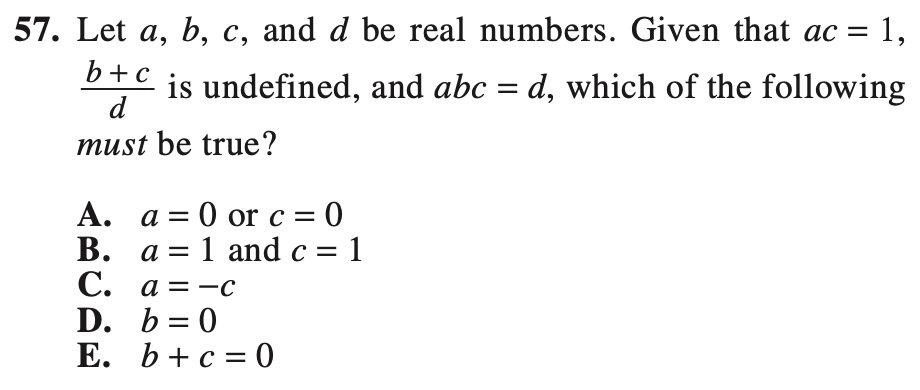 57. Let a, b, c, and d be real numbers. Given that ac = 1,
b + c
d
is undefined, and abc = d, which of the following
must be true?
A. a = 0 or c = 0
B. a = 1 and c = 1
C. a = −c
D. b = 0
E. b + c = 0